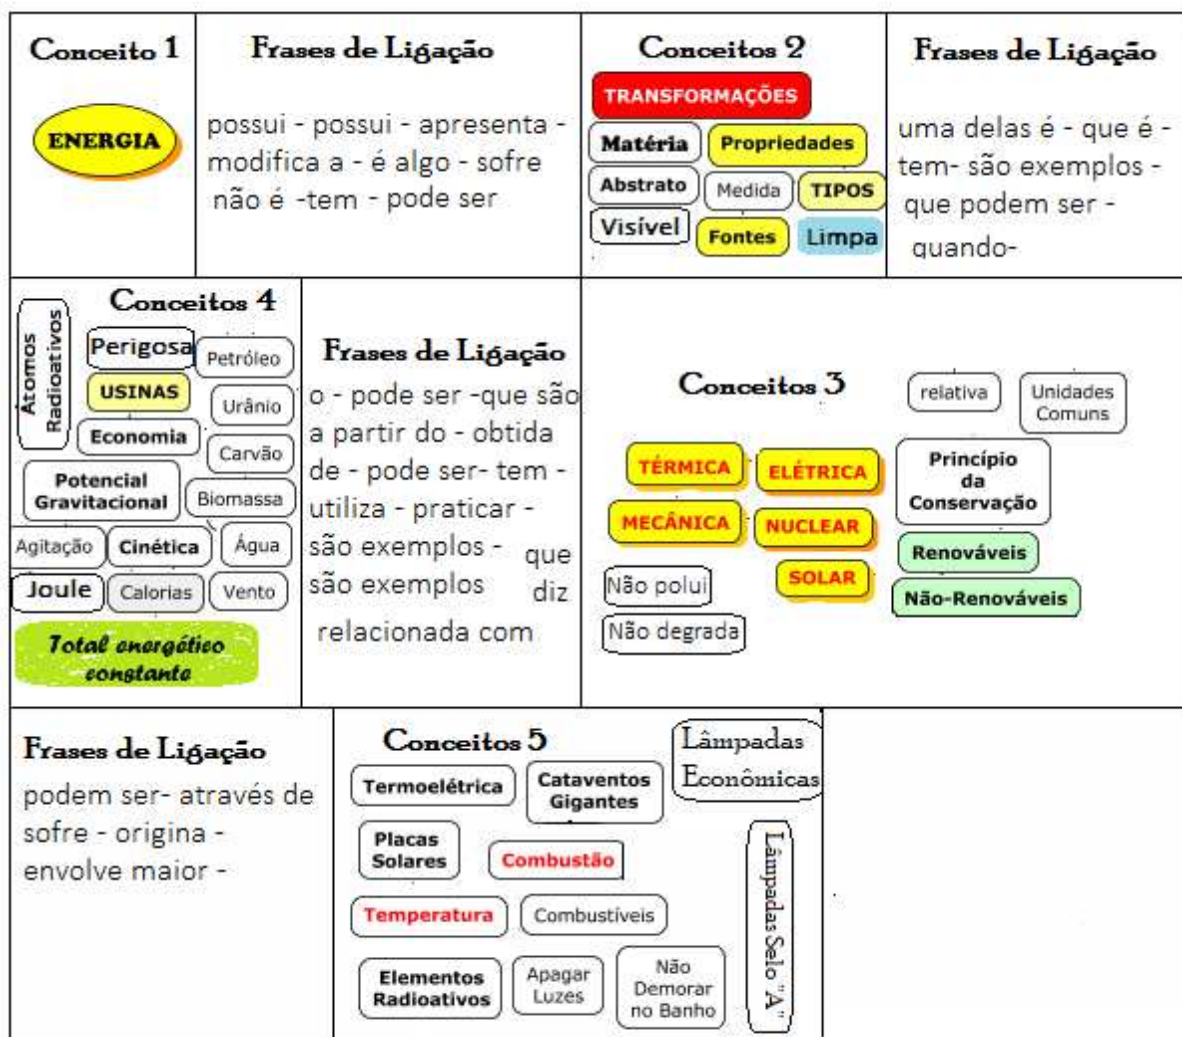 Conceito 1
ENERGIA
Frases de Ligação
possui - possui - apresenta -
modifica a - é algo - sofre
não é -tem - pode ser
Conceitos 2
TRANSFORMAÇÕES
Matéria
Propriedades
Abstrato
Medida
TIPOS
Visível
Fontes
Limpa
Frases de Ligação
uma delas é - que é -
tem- são exemplos -
que podem ser -
quando-
Conceitos 4
Átomos
Radioativos
Perigosa
Petróleo
USINAS
Urânio
Economia
Carvão
Potencial
Gravitacional
Biomassa
Agitação
Cinética
Água
Joule
Calorias
Vento
Total energético
constante
Frases de Ligação
o - pode ser -que são
a partir do - obtida
de - pode ser- tem -
utiliza - praticar -
são exemplos - que
são exemplos diz
relacionada com
Conceitos 3
relativa
Unidades
Comuns
TÉRMICA
ELÉTRICA
Princípio
da
Conservação
MECÂNICA
NUCLEAR
Renováveis
SOLAR
Não polui
Não-Renováveis
Não degrada
Frases de Ligação
podem ser- através de
sofre - origina -
envolve maior -
Conceitos 5
Lâmpadas
Econômicas
Termoelétrica
Cataventos
Gigantes
Placas
Solares
Combustão
Temperatura
Combustíveis
Lâmpadas Selo "A"
Elementos
Radioativos
Apagar
Luzes
Não
Demorar
no Banho